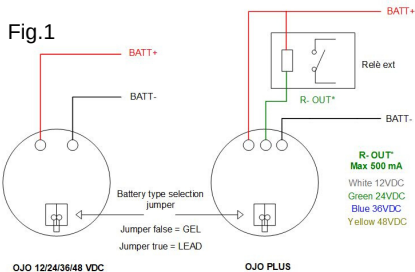 Fig.1
BATT+
BATT-
BATT+
Relè ext
R- OUT*
BATT-
Battery type selection
jumper
Jumper false = GEL
Jumper true = LEAD
R- OUT*
Max 500 mA
White 12VDC
Green 24VDC
Blue 36VDC
Yellow 48VDC
OJO 12/24/36/48 VDC
OJO PLUS